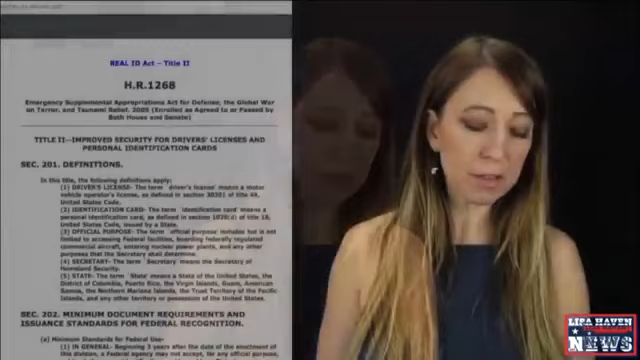 REAL ID Act – Title II
H.R.1268
Emergency Supplemental Appropriations Act for Defense, the Global War
on Terror, and Tsunami Relief, 2005 (Enrolled as Agreed to or Passed by
Both House and Senate)
TITLE II--IMPROVED SECURITY FOR DRIVERS' LICENSES AND
PERSONAL IDENTIFICATION CARDS
SEC. 201. DEFINITIONS.
In this title, the following definitions apply:
(1) DRIVER'S LICENSE- The term `driver's license' means a motor
vehicle operator's license, as defined in section 30301 of title 49,
United States Code.
(2) IDENTIFICATION CARD- The term `identification card' means a
personal identification card, as defined in section 1028(d) of title 18,
United States Code, issued by a State.
(3) OFFICIAL PURPOSE- The term `official purpose' includes but is not
limited to accessing Federal facilities, boarding federally regulated
commercial aircraft, entering nuclear power plants, and any other
purposes that the Secretary shall determine.
(4) SECRETARY- The term `Secretary' means the Secretary of
Homeland Security.
(5) STATE- The term `State' means a State of the United States, the
District of Columbia, Puerto Rico, the Virgin Islands, Guam, American
Samoa, the Northern Mariana Islands, the Trust Territory of the Pacific
Islands, and any other territory or possession of the United States.
SEC. 202. MINIMUM DOCUMENT REQUIREMENTS AND
ISSUANCE STANDARDS FOR FEDERAL RECOGNITION.
(a) Minimum Standards for Federal Use-
(1) IN GENERAL- Beginning 3 years after the date of the enactment of
this division, a Federal agency may not accept, for any official purpose,
LISA HAVEN
NEWS